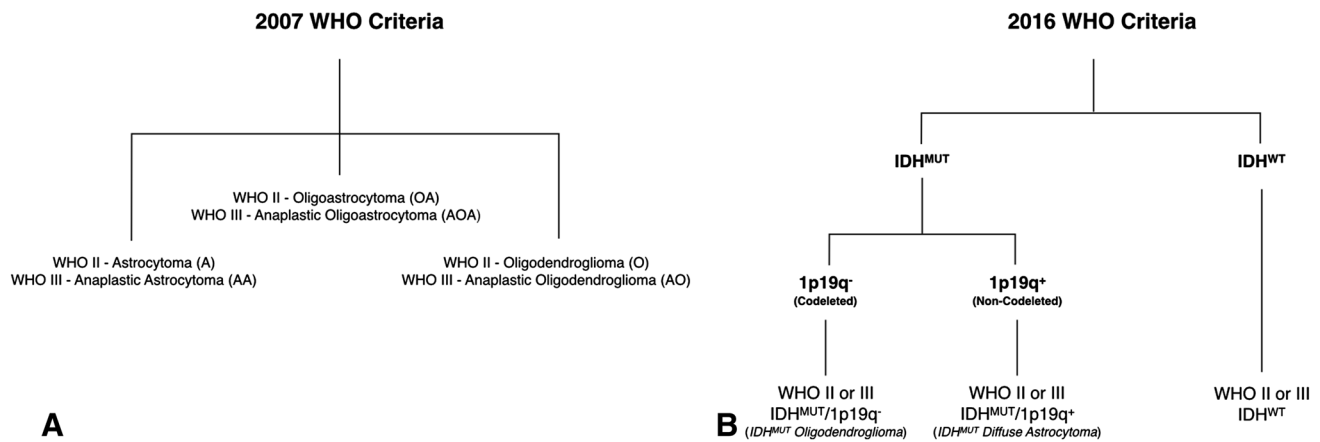 2007 WHO Criteria
WHO II - Oligoastrocytoma (OA)
WHO III - Anaplastic Oligoastrocytoma (AOA)
WHO II - Astrocytoma (A)
WHO III - Anaplastic Astrocytoma (AA)
WHO II - Oligodendroglioma (O)
WHO III - Anaplastic Oligodendroglioma (AO)
A
2016 WHO Criteria
IDHᴹᵁᵀ
IDHᵂᵀ
1p19q⁻
(Codeleted)
1p19q⁺
(Non-Codeleted)
WHO II or III
IDHᴹᵁᵀ/1p19q⁻
(IDHᴹᵁᵀ Oligodendroglioma)
WHO II or III
IDHᴹᵁᵀ/1p19q⁺
(IDHᴹᵁᵀ Diffuse Astrocytoma)
WHO II or III
IDHᵂᵀ
B